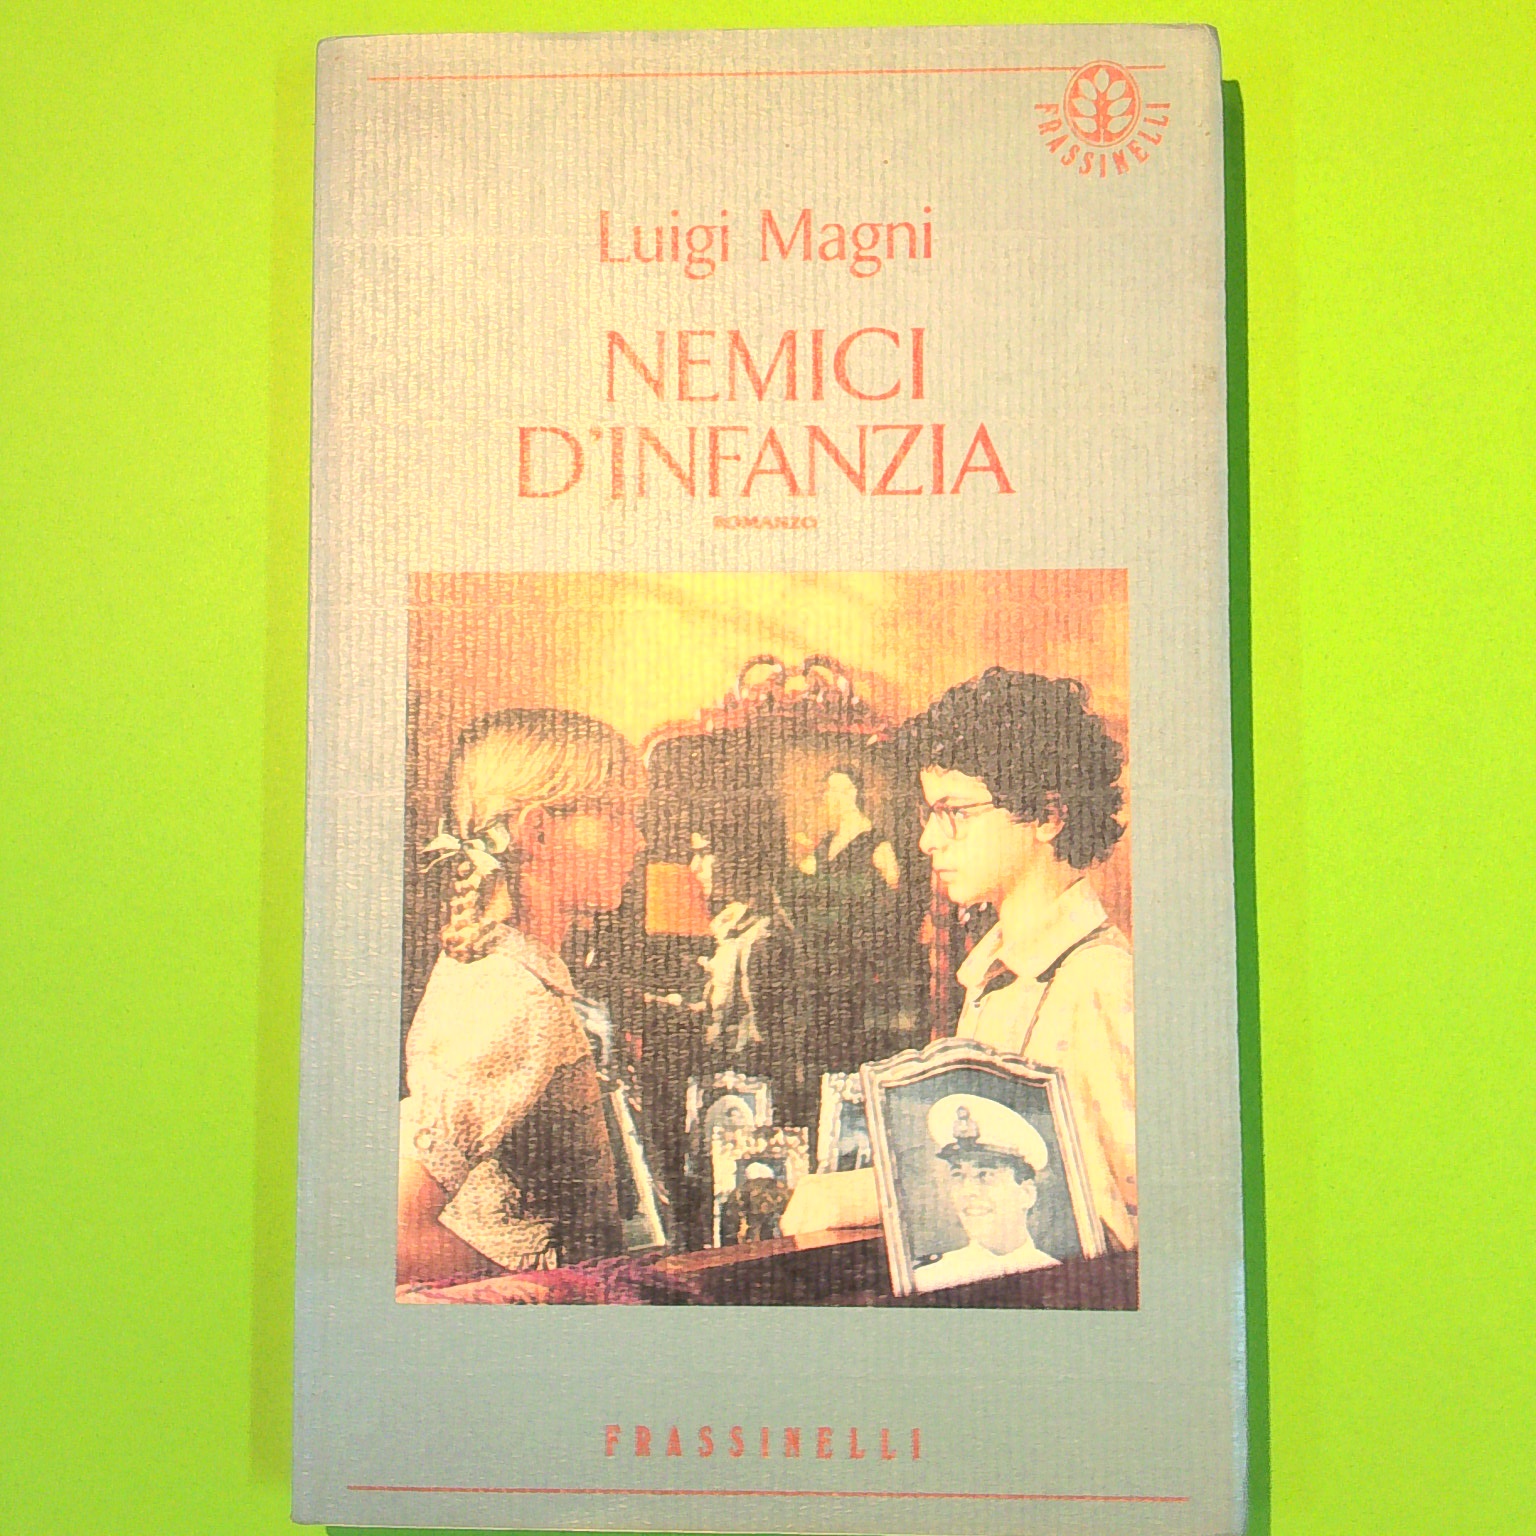 FRASSINELLI
Luigi Magni
NEMICI
D'INFANZIA
ROMANZO
FRASSINELLI